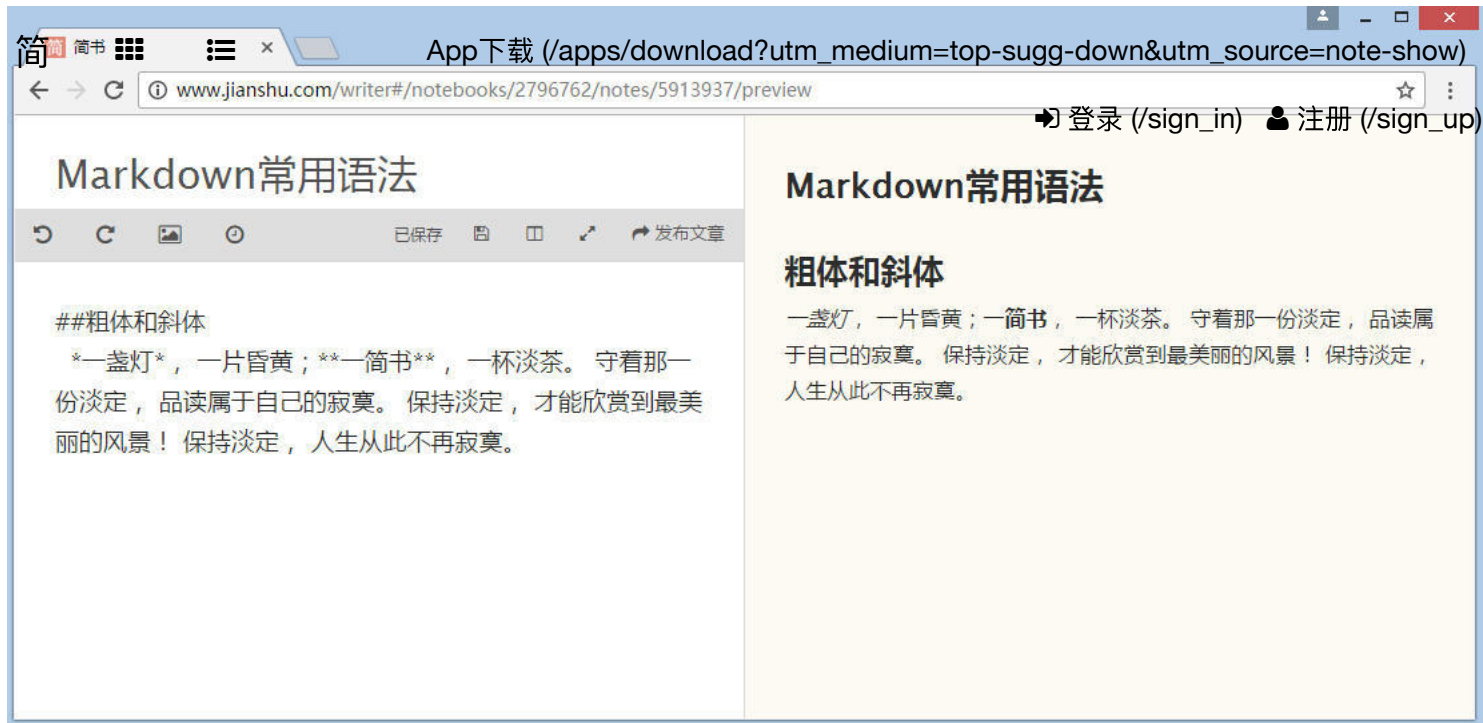 简 简 简书 App下载 (/apps/download?utm_medium=top-sugg-down&utm_source=note-show)
www.jianshu.com/writer#/notebooks/2796762/notes/5913937/preview
登录 (/sign_in) 注册 (/sign_up)
Markdown常用语法
已保存 发布文章
##粗体和斜体
*一盏灯* ，一片昏黄；**一简书** ，一杯淡茶。 守着那一
份淡定 ，品读属于自己的寂寞。 保持淡定 ，才能欣赏到最美
丽的风景！ 保持淡定 ，人生从此不再寂寞。
Markdown常用语法
粗体和斜体
一盏灯 ，一片昏黄；一简书 ，一杯淡茶。 守着那一份淡定 ，品读属
于自己的寂寞。 保持淡定 ，才能欣赏到最美丽的风景！ 保持淡定 ，
人生从此不再寂寞。